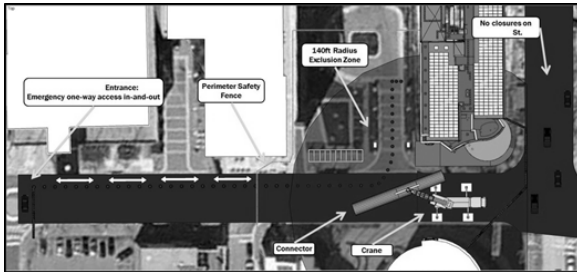 No closures on
St.
140ft Radius
Exclusion Zone
Entrance:
Emergency one-way access in-and-out
Perimeter Safety
Fence
Connector
Crane